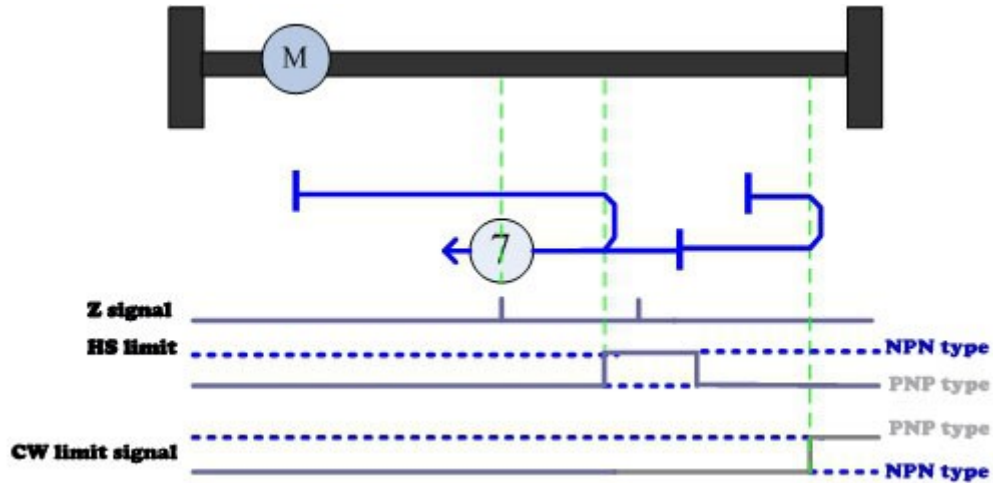 M
7
Z signal
HS limit
NPN type
PNP type
PNP type
CW limit signal
NPN type